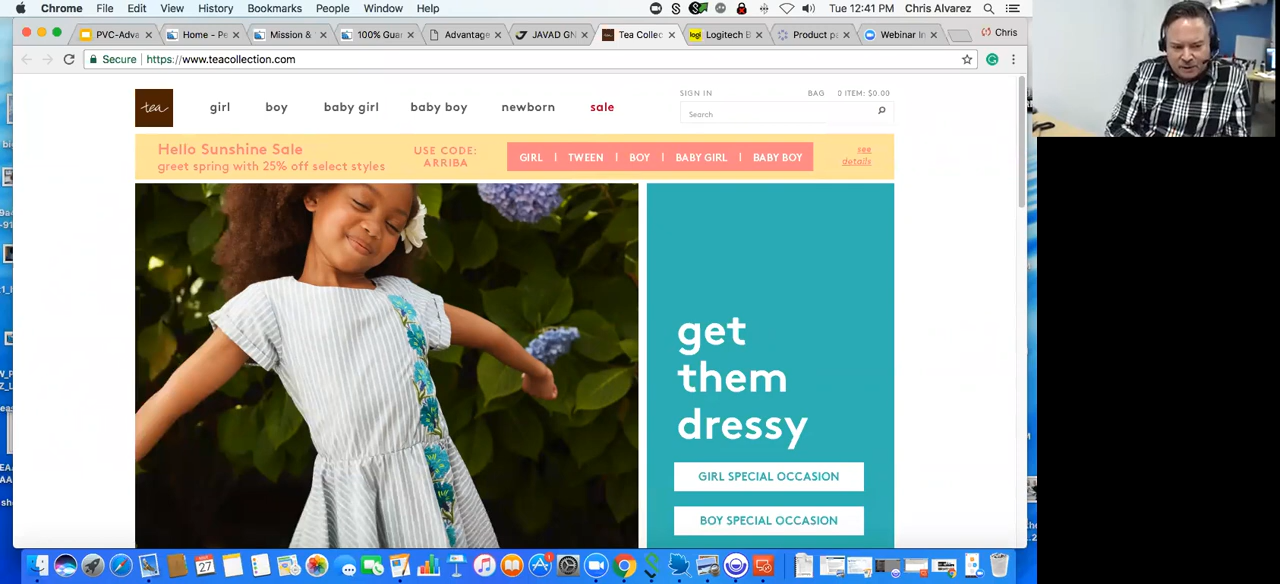 Chrome File Edit View History Bookmarks People Window Help Tue 12:41 PM Chris Alvarez
PVC-Adva Home - Pe Mission & 100% Guar Advantage JAVAD GN Tea Collec Logitech B Product pa Webinar In Chris
Secure https://www.teacollection.com
SIGN IN BAG 0 ITEM: $0.00
tea girl boy baby girl baby boy newborn sale
Search
Hello Sunshine Sale
greet spring with 25% off select styles
USE CODE:
ARRIBA
GIRL | TWEEN | BOY | BABY GIRL | BABY BOY
see
details
get
them
dressy
GIRL SPECIAL OCCASION
BOY SPECIAL OCCASION
27